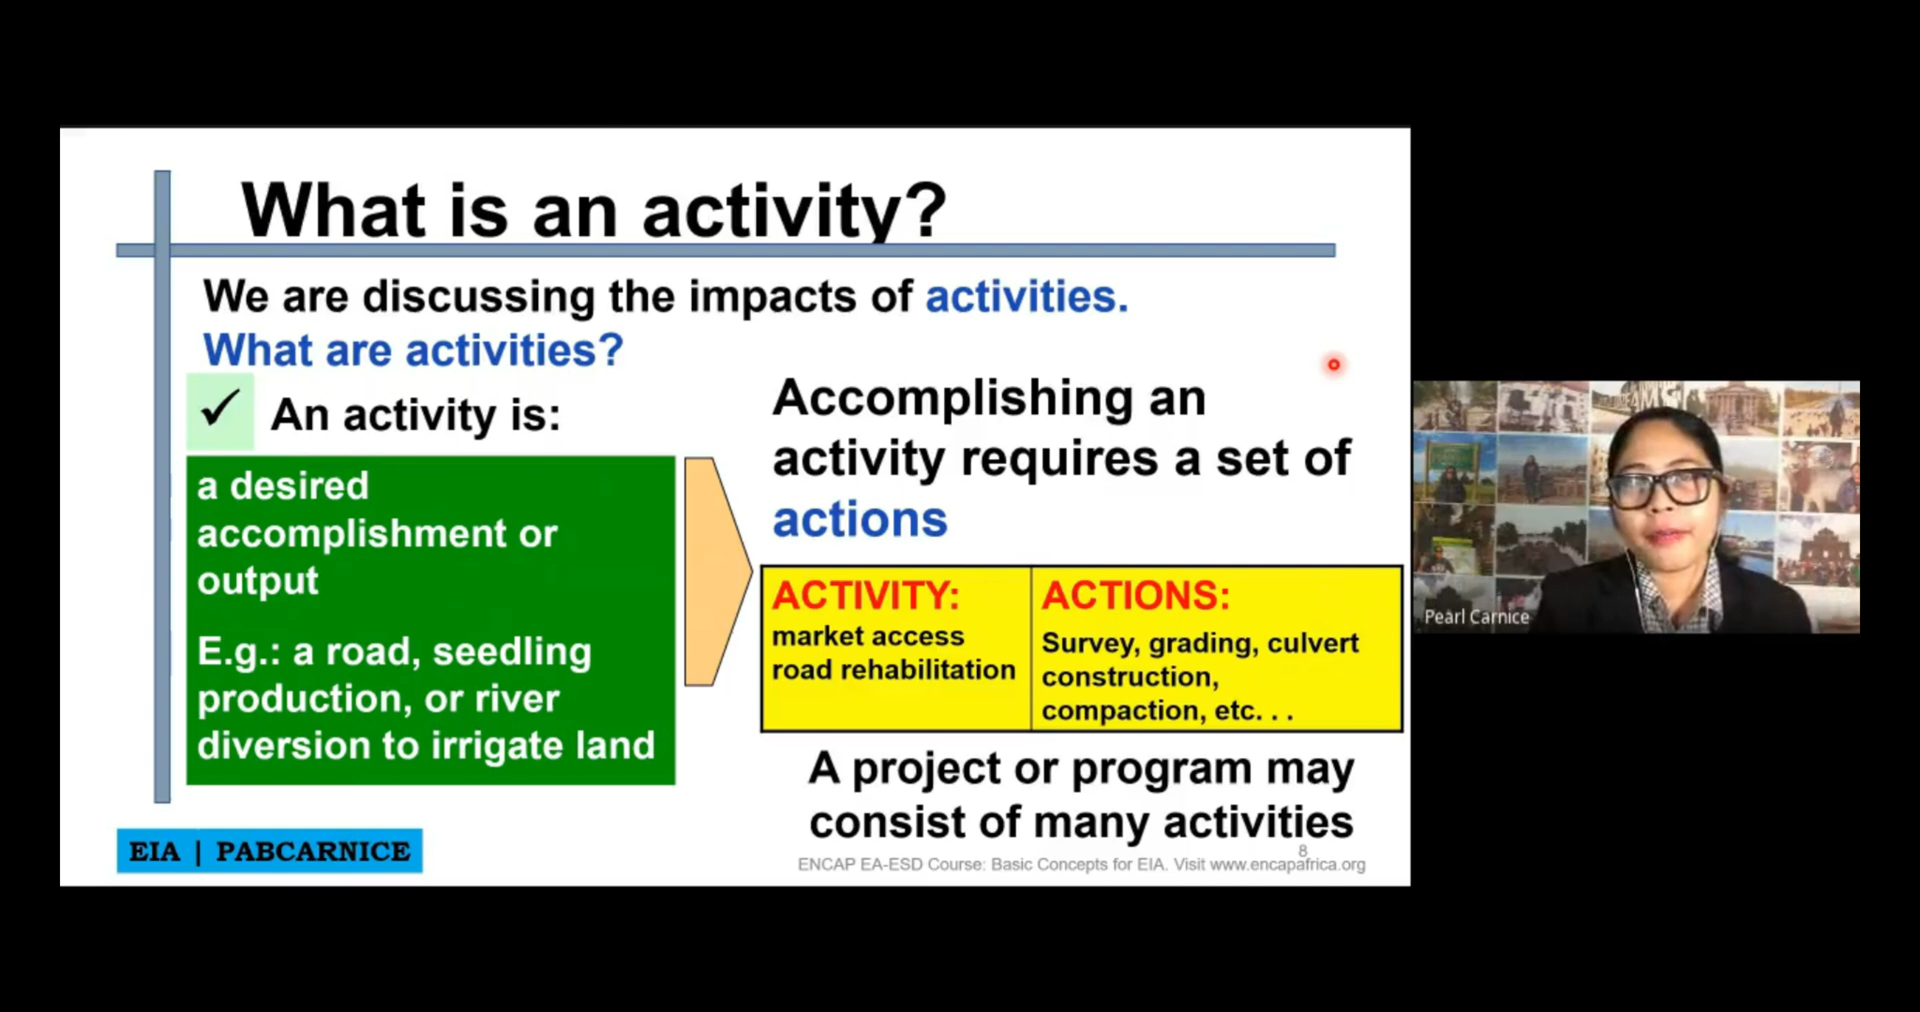 What is an activity?
We are discussing the impacts of activities.
What are activities?
✓ An activity is:
a desired
accomplishment or
output
E.g.: a road, seedling
production, or river
diversion to irrigate land
Accomplishing an
activity requires a set of
actions
ACTIVITY:
market access
road rehabilitation
ACTIONS:
Survey, grading, culvert
construction,
compaction, etc. . .
A project or program may
consist of many activities
8
ENCAP EA-ESD Course: Basic Concepts for EIA. Visit www.encapafrica.org
EIA | PABCARNICE
Pearl Carnice